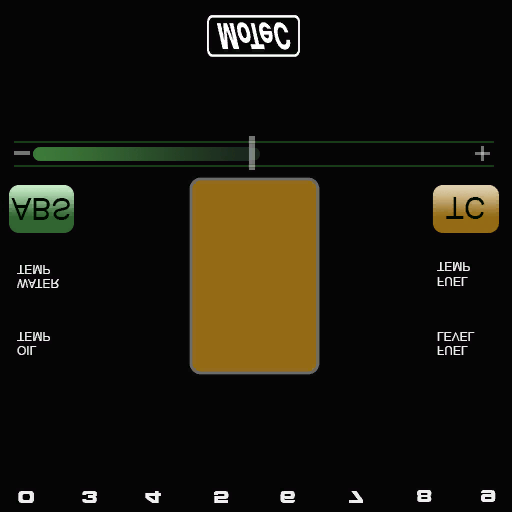 0 3 4 5 6 7 8 9
OIL
TEMP
FUEL
LEVEL
WATER
TEMP
FUEL
TEMP
ABS
TC
- +
MoTeC